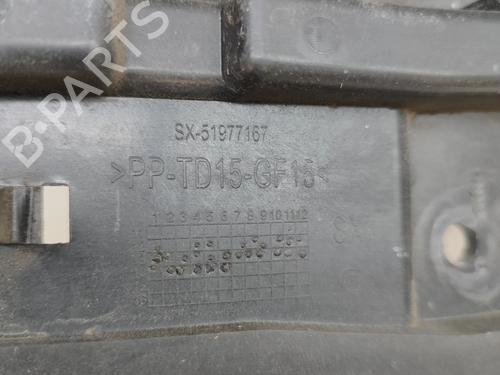 B-PARTS
SX-51977167
>PP-TD15-GF15<
1 2 3 4 5 6 7 8 9 10 11 12